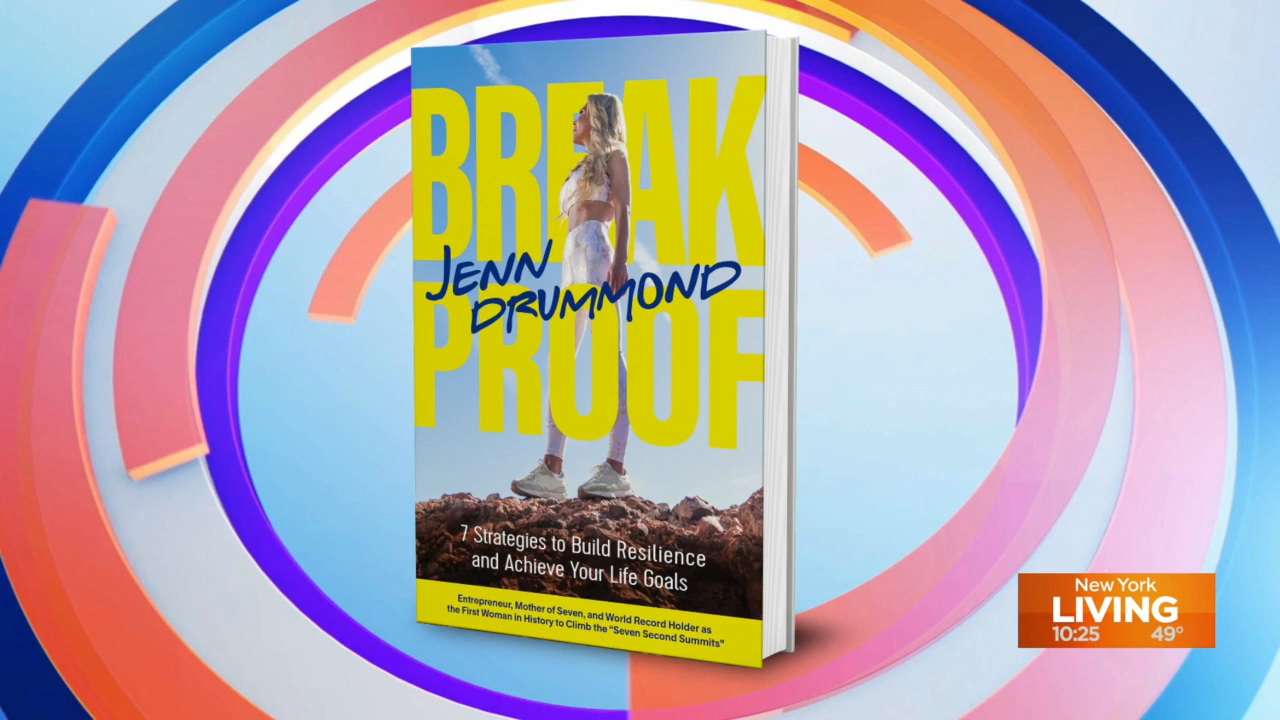 BREAK
JENN
DRUMMOND
PROOF
7 Strategies to Build Resilience
and Achieve Your Life Goals
Entrepreneur, Mother of Seven, and World Record Holder as
the First Woman in History to Climb the "Seven Second Summits"
New York
LIVING
10:25 49°